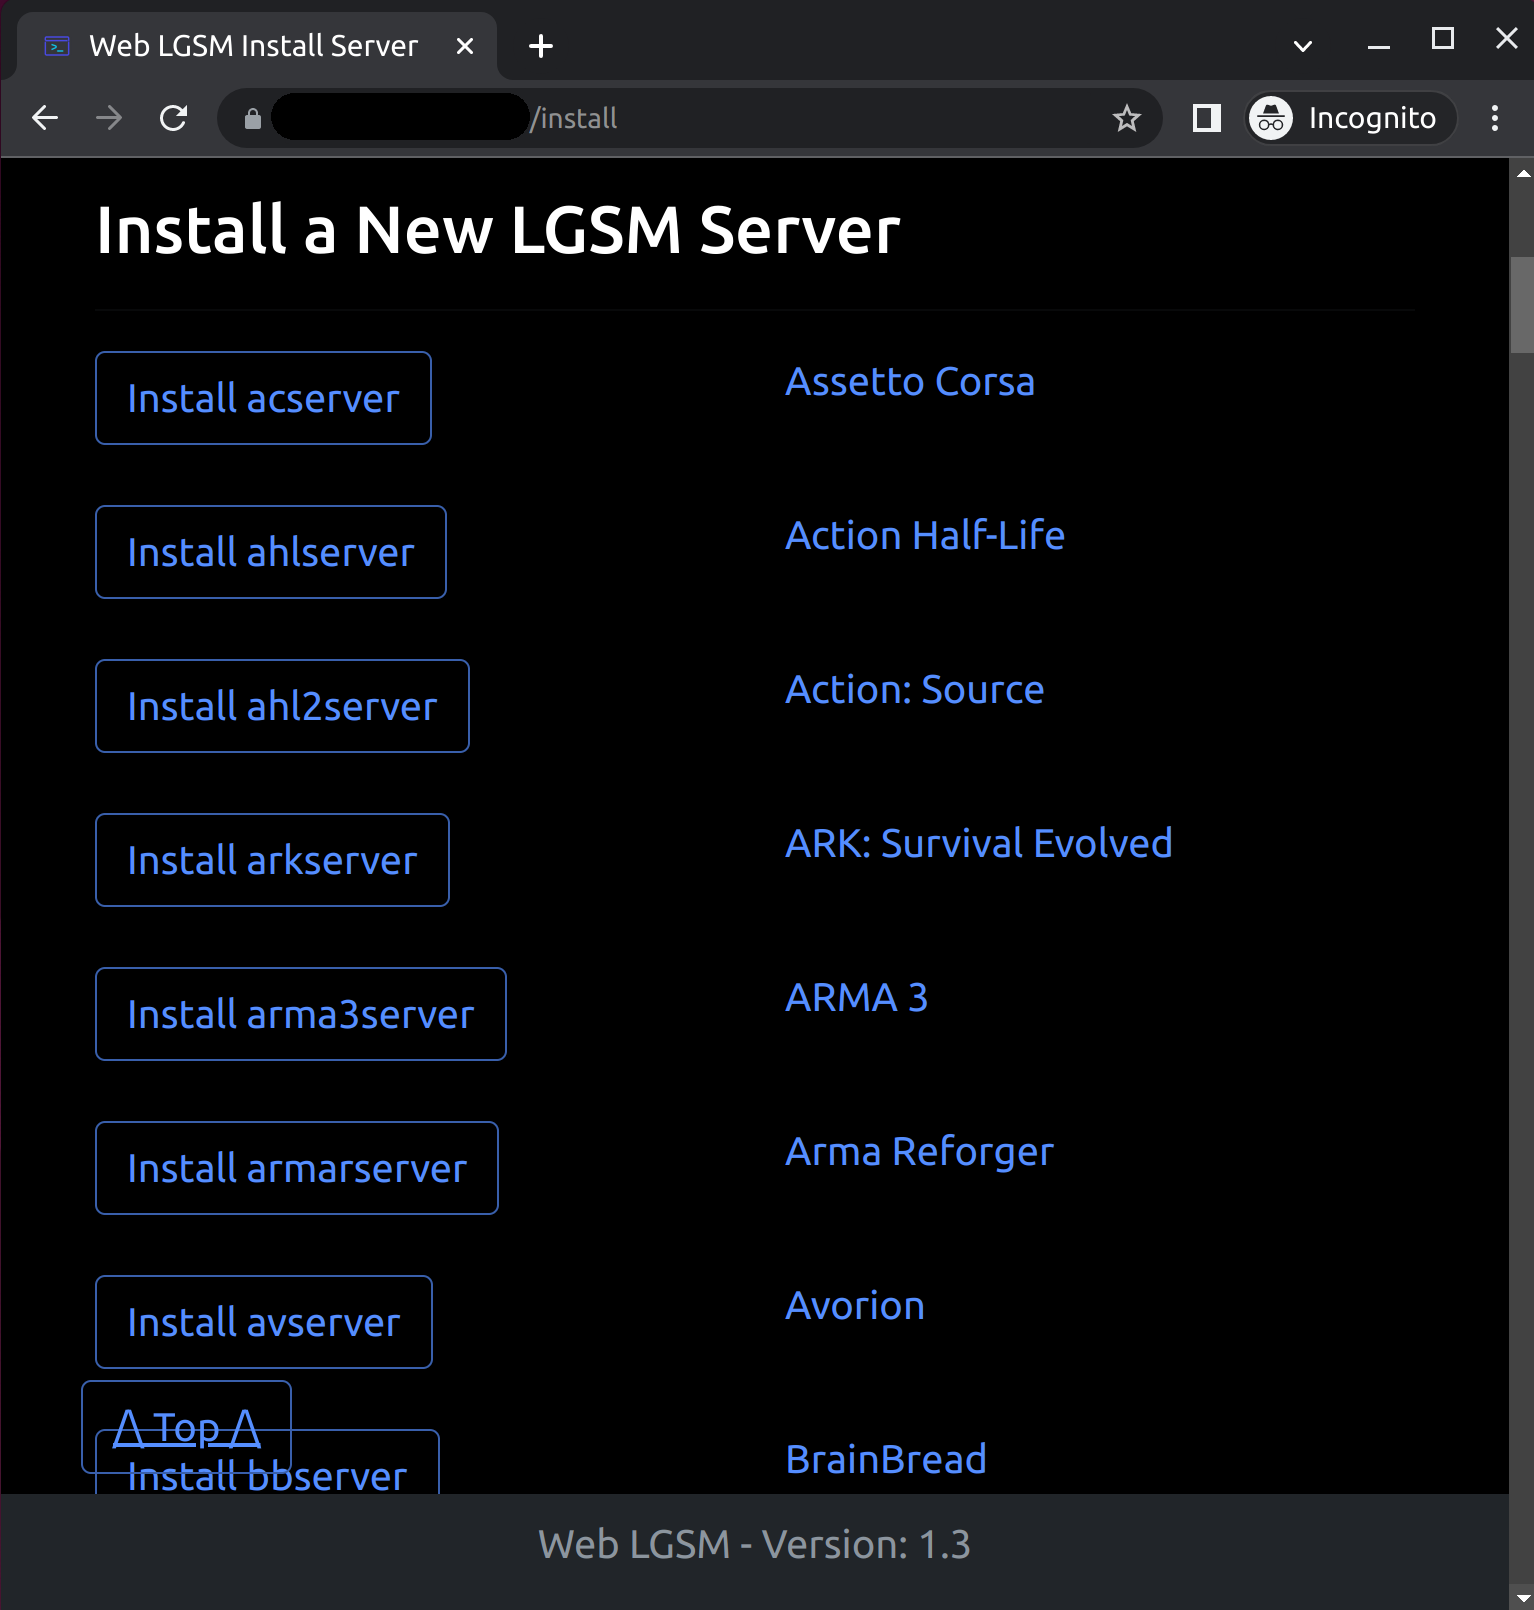 Web LGSM Install Server
/install
Incognito
Install a New LGSM Server
Install acserver Assetto Corsa
Install ahlserver Action Half-Life
Install ahl2server Action: Source
Install arkserver ARK: Survival Evolved
Install arma3server ARMA 3
Install armarserver Arma Reforger
Install avserver Avorion
/\ Top /\
Install bbserver BrainBread
Web LGSM - Version: 1.3